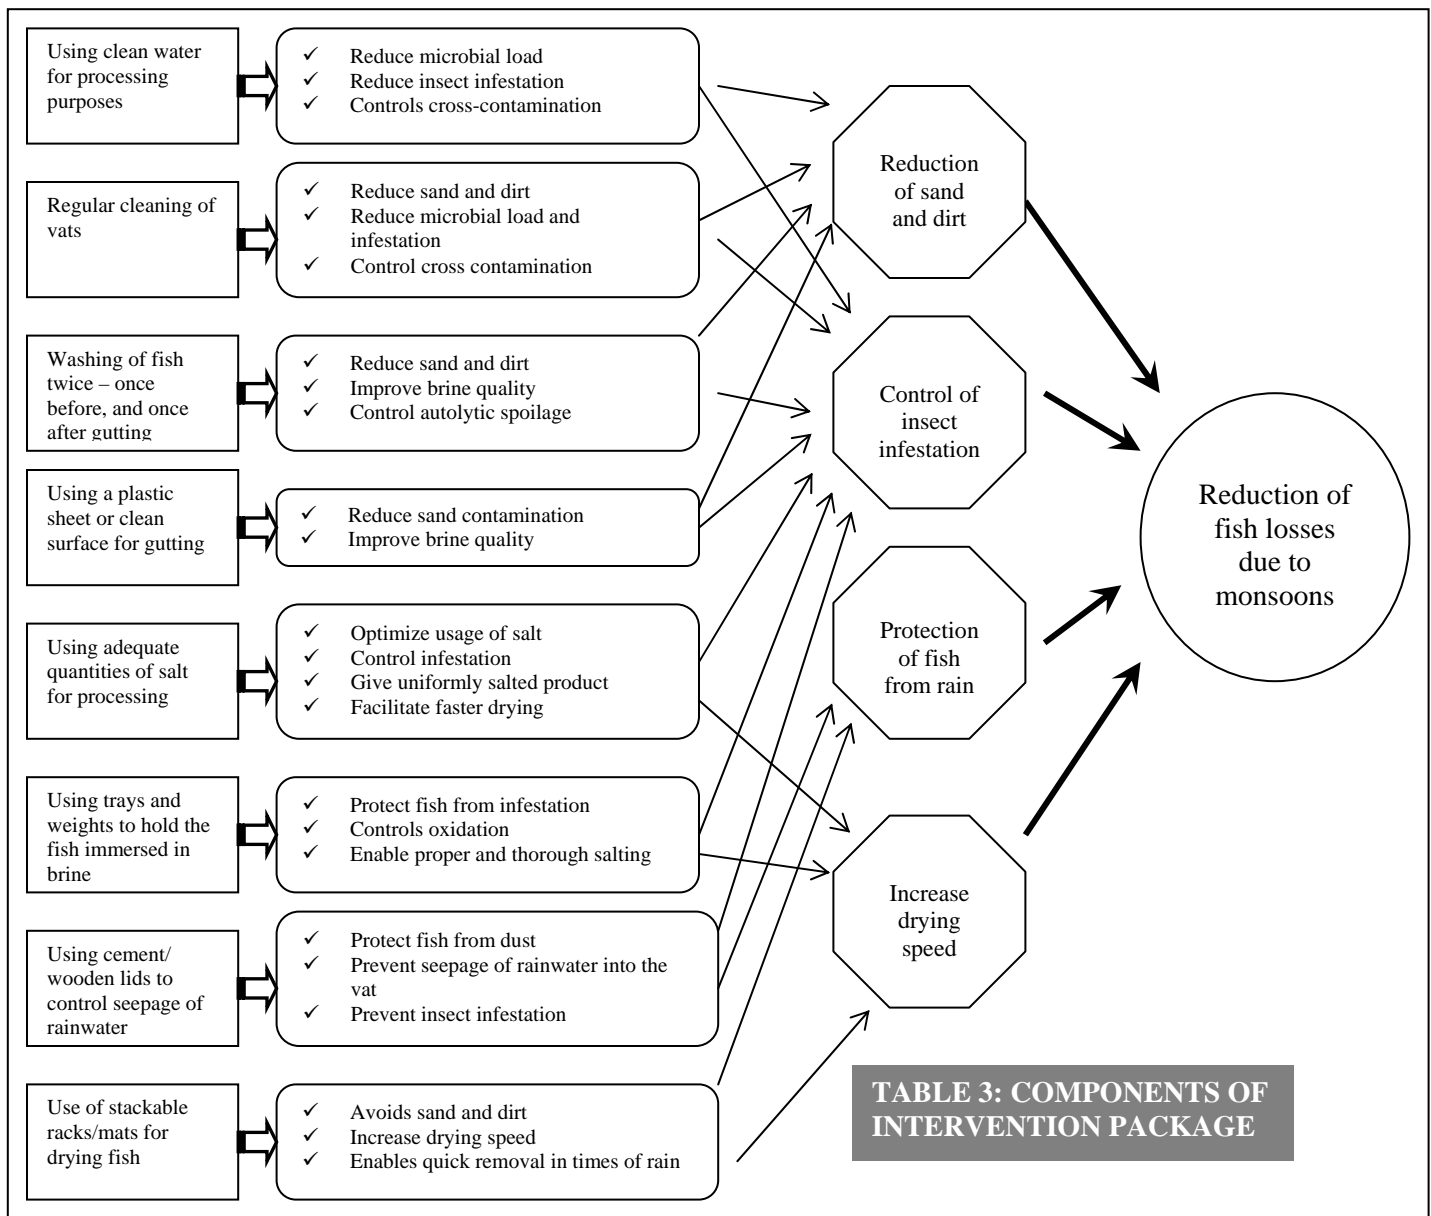 Using clean water
for processing
purposes
✓ Reduce microbial load
✓ Reduce insect infestation
✓ Controls cross-contamination
Regular cleaning of
vats
✓ Reduce sand and dirt
✓ Reduce microbial load and
infestation
✓ Control cross contamination
Washing of fish
twice – once
before, and once
after gutting
✓ Reduce sand and dirt
✓ Improve brine quality
✓ Control autolytic spoilage
Using a plastic
sheet or clean
surface for gutting
✓ Reduce sand contamination
✓ Improve brine quality
Using adequate
quantities of salt
for processing
✓ Optimize usage of salt
✓ Control infestation
✓ Give uniformly salted product
✓ Facilitate faster drying
Using trays and
weights to hold the
fish immersed in
brine
✓ Protect fish from infestation
✓ Controls oxidation
✓ Enable proper and thorough salting
Using cement/
wooden lids to
control seepage of
rainwater
✓ Protect fish from dust
✓ Prevent seepage of rainwater into the
vat
✓ Prevent insect infestation
Use of stackable
racks/mats for
drying fish
✓ Avoids sand and dirt
✓ Increase drying speed
✓ Enables quick removal in times of rain
Reduction
of sand
and dirt
Control of
insect
infestation
Protection
of fish
from rain
Increase
drying
speed
Reduction of
fish losses
due to
monsoons
TABLE 3: COMPONENTS OF
INTERVENTION PACKAGE